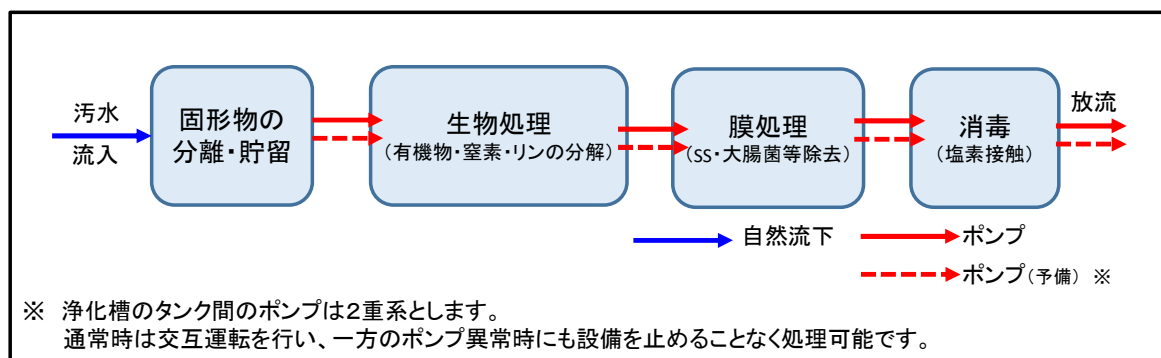 汚水
流入
固形物の
分離・貯留
生物処理
(有機物・窒素・リンの分解)
膜処理
(SS・大腸菌等除去)
消毒
(塩素接触)
放流
自然流下
ポンプ
ポンプ(予備) ※
※ 浄化槽のタンク間のポンプは2重系とします。
通常時は交互運転を行い、一方のポンプ異常時にも設備を止めることなく処理可能です。